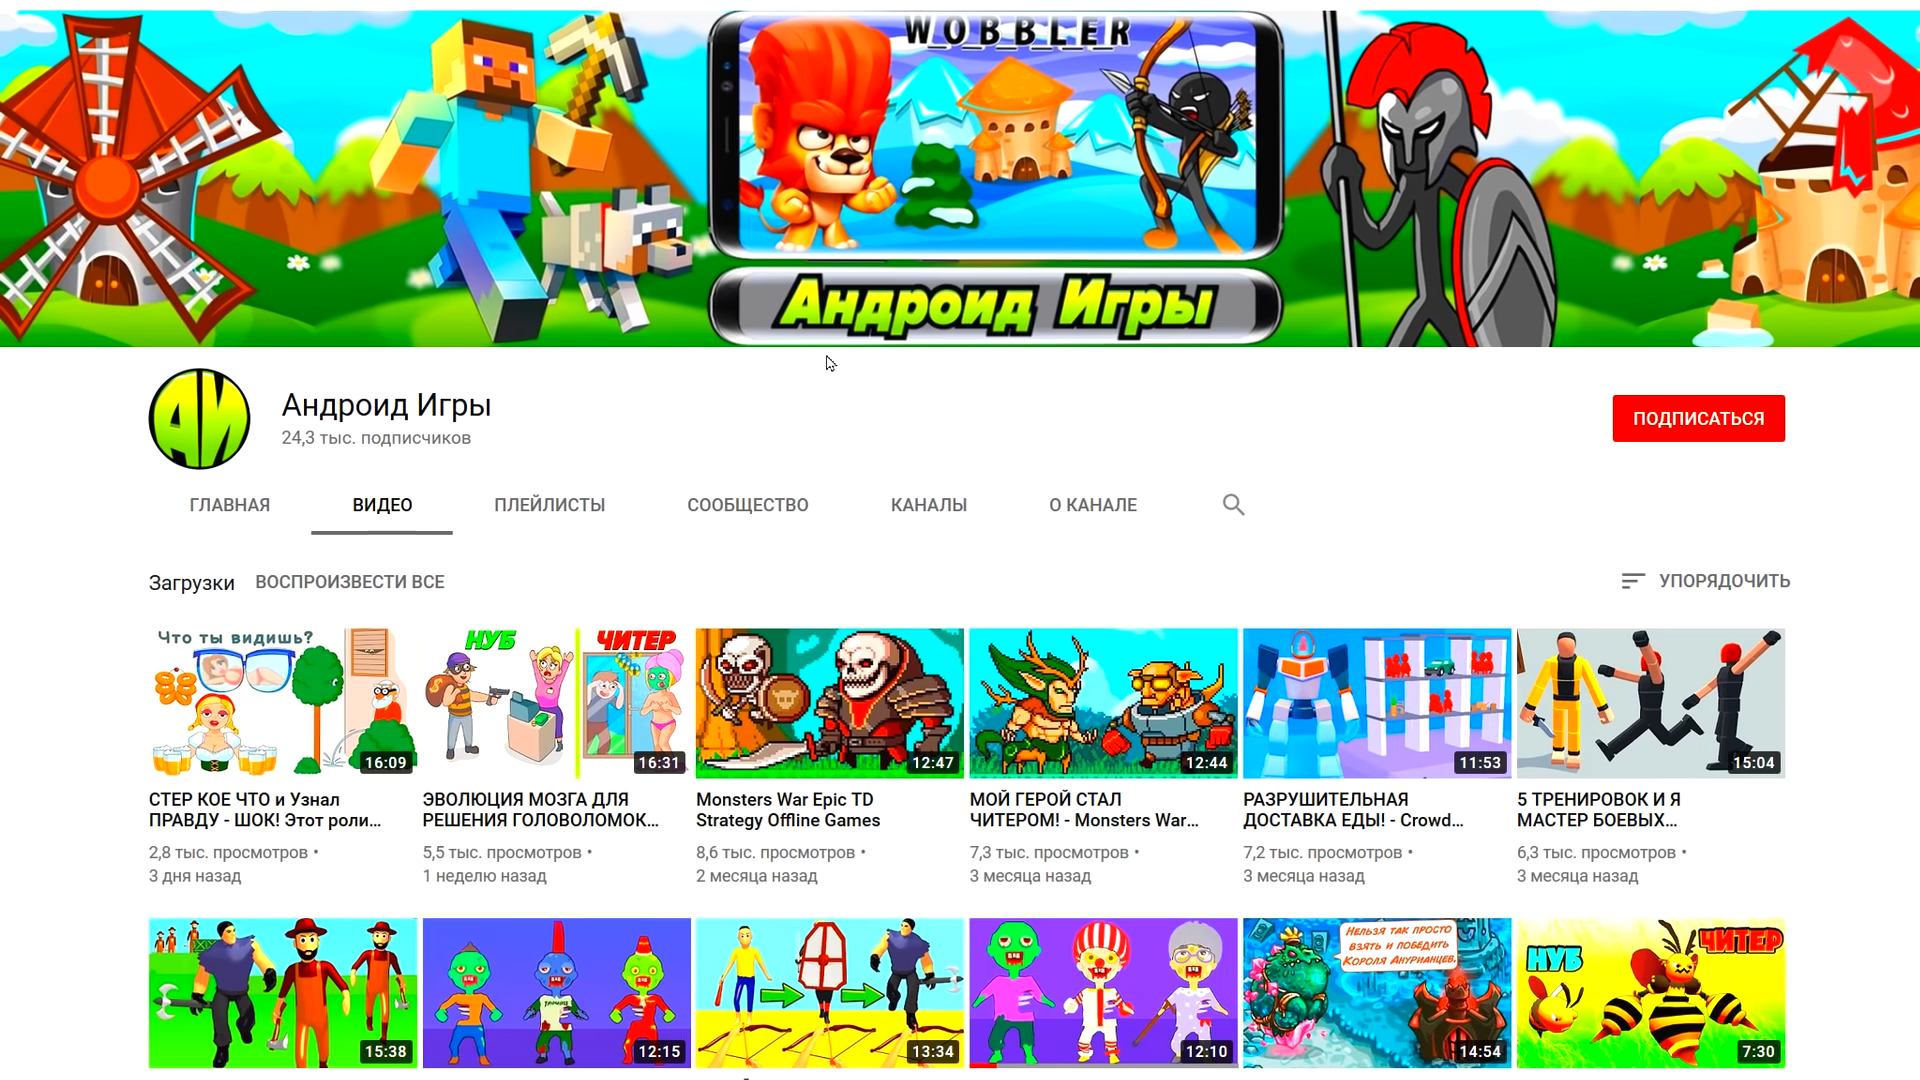 WOBBLER
Андроид Игры
АИ
Андроид Игры
24,3 тыс. подписчиков
ПОДПИСАТЬСЯ
ГЛАВНАЯ ВИДЕО ПЛЕЙЛИСТЫ СООБЩЕСТВО КАНАЛЫ О КАНАЛЕ
Загрузки ВОСПРОИЗВЕСТИ ВСЕ УПОРЯДОЧИТЬ
Что ты видишь?
16:09
НУБ ЧИТЕР
16:31
12:47
12:44
11:53
15:04
СТЕР КОЕ ЧТО и Узнал
ПРАВДУ - ШОК! Этот роли...
2,8 тыс. просмотров •
3 дня назад
ЭВОЛЮЦИЯ МОЗГА ДЛЯ
РЕШЕНИЯ ГОЛОВОЛОМОК...
5,5 тыс. просмотров •
1 неделю назад
Monsters War Epic TD
Strategy Offline Games
8,6 тыс. просмотров •
2 месяца назад
МОЙ ГЕРОЙ СТАЛ
ЧИТЕРОМ! - Monsters War...
7,3 тыс. просмотров •
3 месяца назад
РАЗРУШИТЕЛЬНАЯ
ДОСТАВКА ЕДЫ! - Crowd...
7,2 тыс. просмотров •
3 месяца назад
5 ТРЕНИРОВОК И Я
МАСТЕР БОЕВЫХ...
6,3 тыс. просмотров •
3 месяца назад
15:38
12:15
13:34
12:10
Нельзя так просто
взять и победить
Короля Анурианцев.
14:54
НУБ ЧИТЕР
7:30